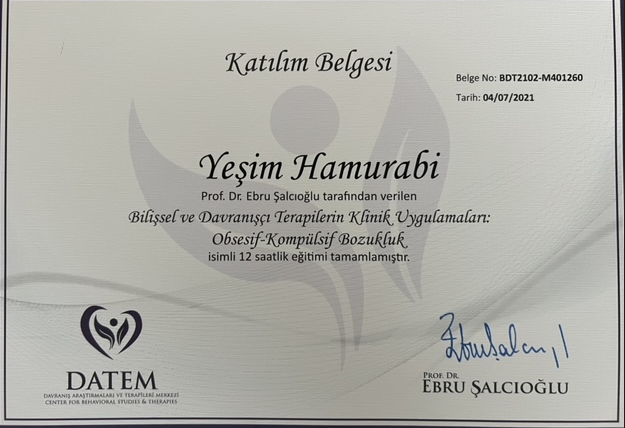 Katılım Belgesi
Belge No: BDT2102-M401260
Tarih: 04/07/2021
Yeşim Hamurabi
Prof. Dr. Ebru Şalcıoğlu tarafından verilen
Bilişsel ve Davranışçı Terapilerin Klinik Uygulamaları:
Obsesif-Kompülsif Bozukluk
isimli 12 saatlik eğitimi tamamlamıştır.
DATEM
DAVRANIŞ ARAŞTIRMALARI VE TERAPİLERİ MERKEZİ
CENTER FOR BEHAVIORAL STUDIES & THERAPIES
PROF. DR.
EBRU ŞALCIOĞLU